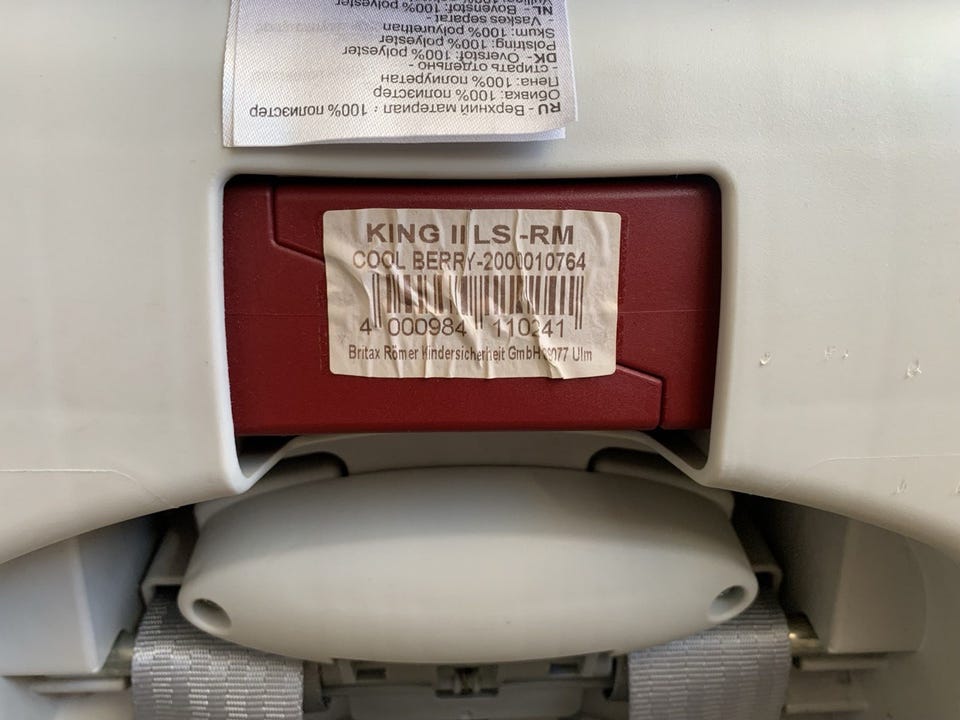 RU - Верхний материал : 100% полиэстер
Обивка: 100% полиэстер
Пена: 100% полиуретан
- стирать отдельно -
DK - Overstof: 100% polyester
Polstring: 100% polyester
Skum: 100% polyurethan
- Vaskes separat -
NL - Bovenstof: 100% polyester
KING II LS -RM
COOL BERRY-2000010764
4 000984 110241
Britax Römer Kindersicherheit GmbH Ulm